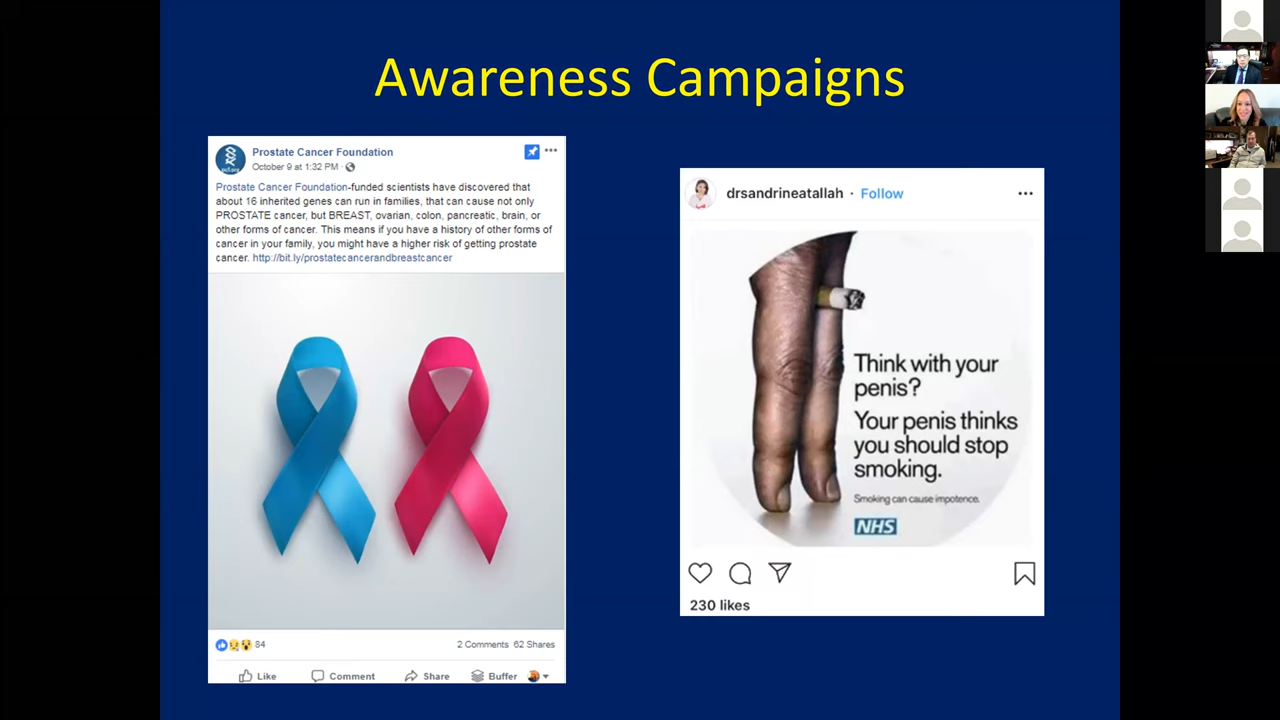 Awareness Campaigns
Prostate Cancer Foundation
October 9 at 1:32 PM ·
Prostate Cancer Foundation-funded scientists have discovered that
about 16 inherited genes can run in families, that can cause not only
PROSTATE cancer, but BREAST, ovarian, colon, pancreatic, brain, or
other forms of cancer. This means if you have a history of other forms of
cancer in your family, you might have a higher risk of getting prostate
cancer. http://bit.ly/prostatecancerandbreastcancer
84
2 Comments 62 Shares
Like Comment Share Buffer
drsandrineatallah · Follow
Think with your
penis?
Your penis thinks
you should stop
smoking.
Smoking can cause impotence.
NHS
230 likes